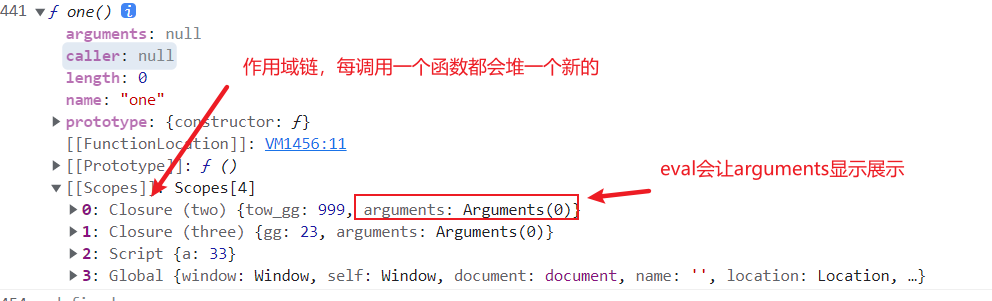 441 ▼ ƒ one() i
arguments: null
caller: null
作用域链，每调用一个函数都会堆一个新的
length: 0
name: "one"
▶ prototype: {constructor: ƒ}
[[FunctionLocation]]: VM1456:11
▶ [[Prototype]]: ƒ ()
eval会让arguments显示展示
▼ [[Scopes]]: Scopes[4]
▶ 0: Closure (two) {tow_gg: 999, arguments: Arguments(0)}
▶ 1: Closure (three) {gg: 23, arguments: Arguments(0)}
▶ 2: Script {a: 33}
▶ 3: Global {window: Window, self: Window, document: document, name: '', location: Location, …}